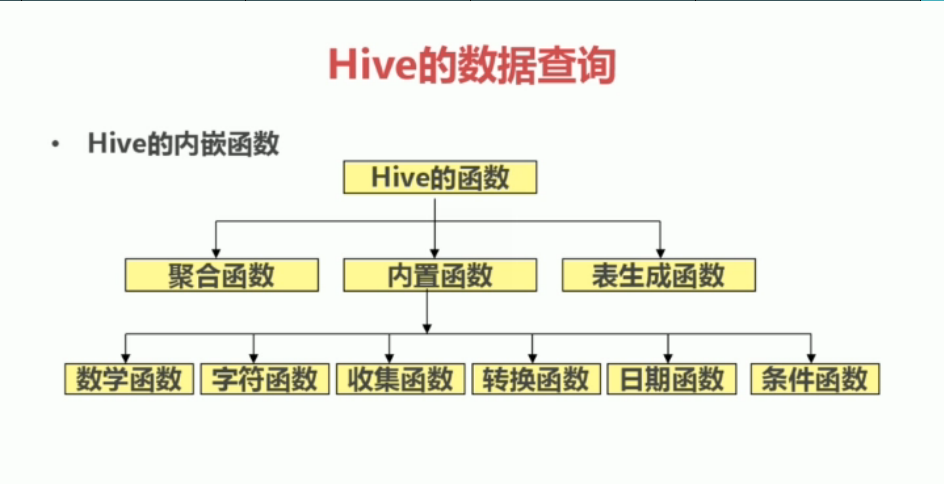 Hive的数据查询
• Hive的内嵌函数
Hive的函数
聚合函数 内置函数 表生成函数
数学函数 字符函数 收集函数 转换函数 日期函数 条件函数